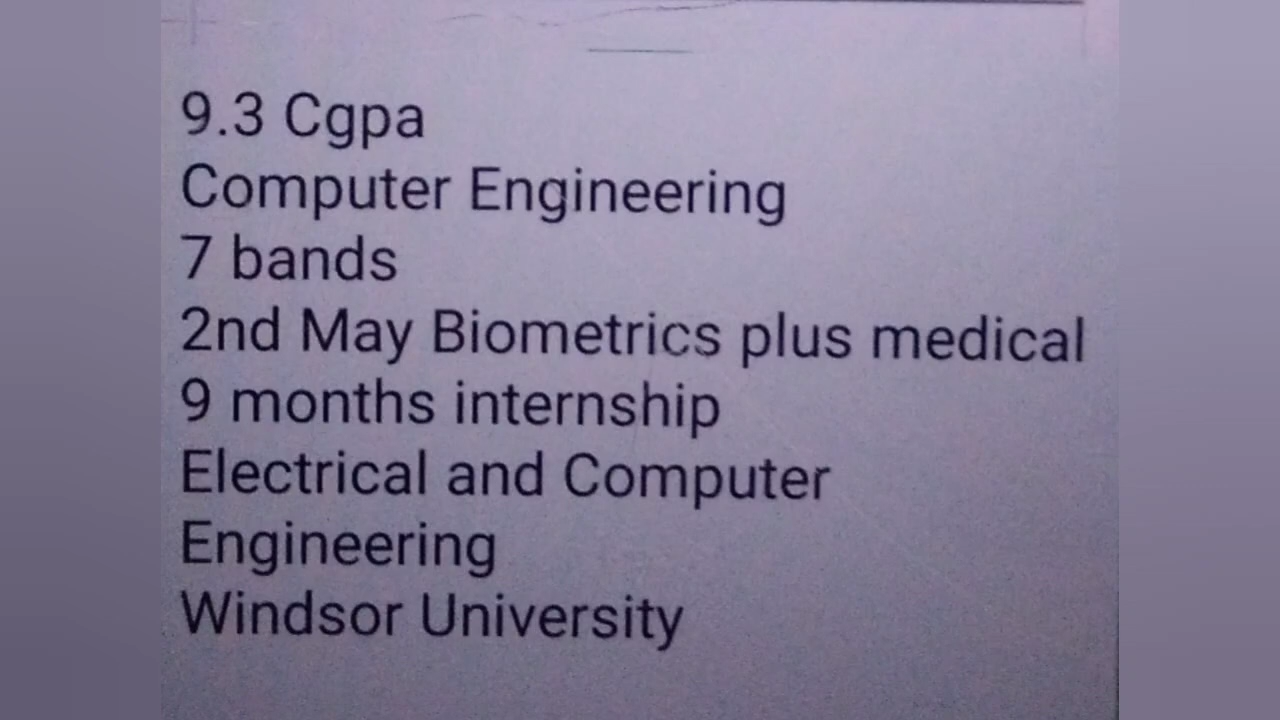 9.3 Cgpa
Computer Engineering
7 bands
2nd May Biometrics plus medical
9 months internship
Electrical and Computer
Engineering
Windsor University